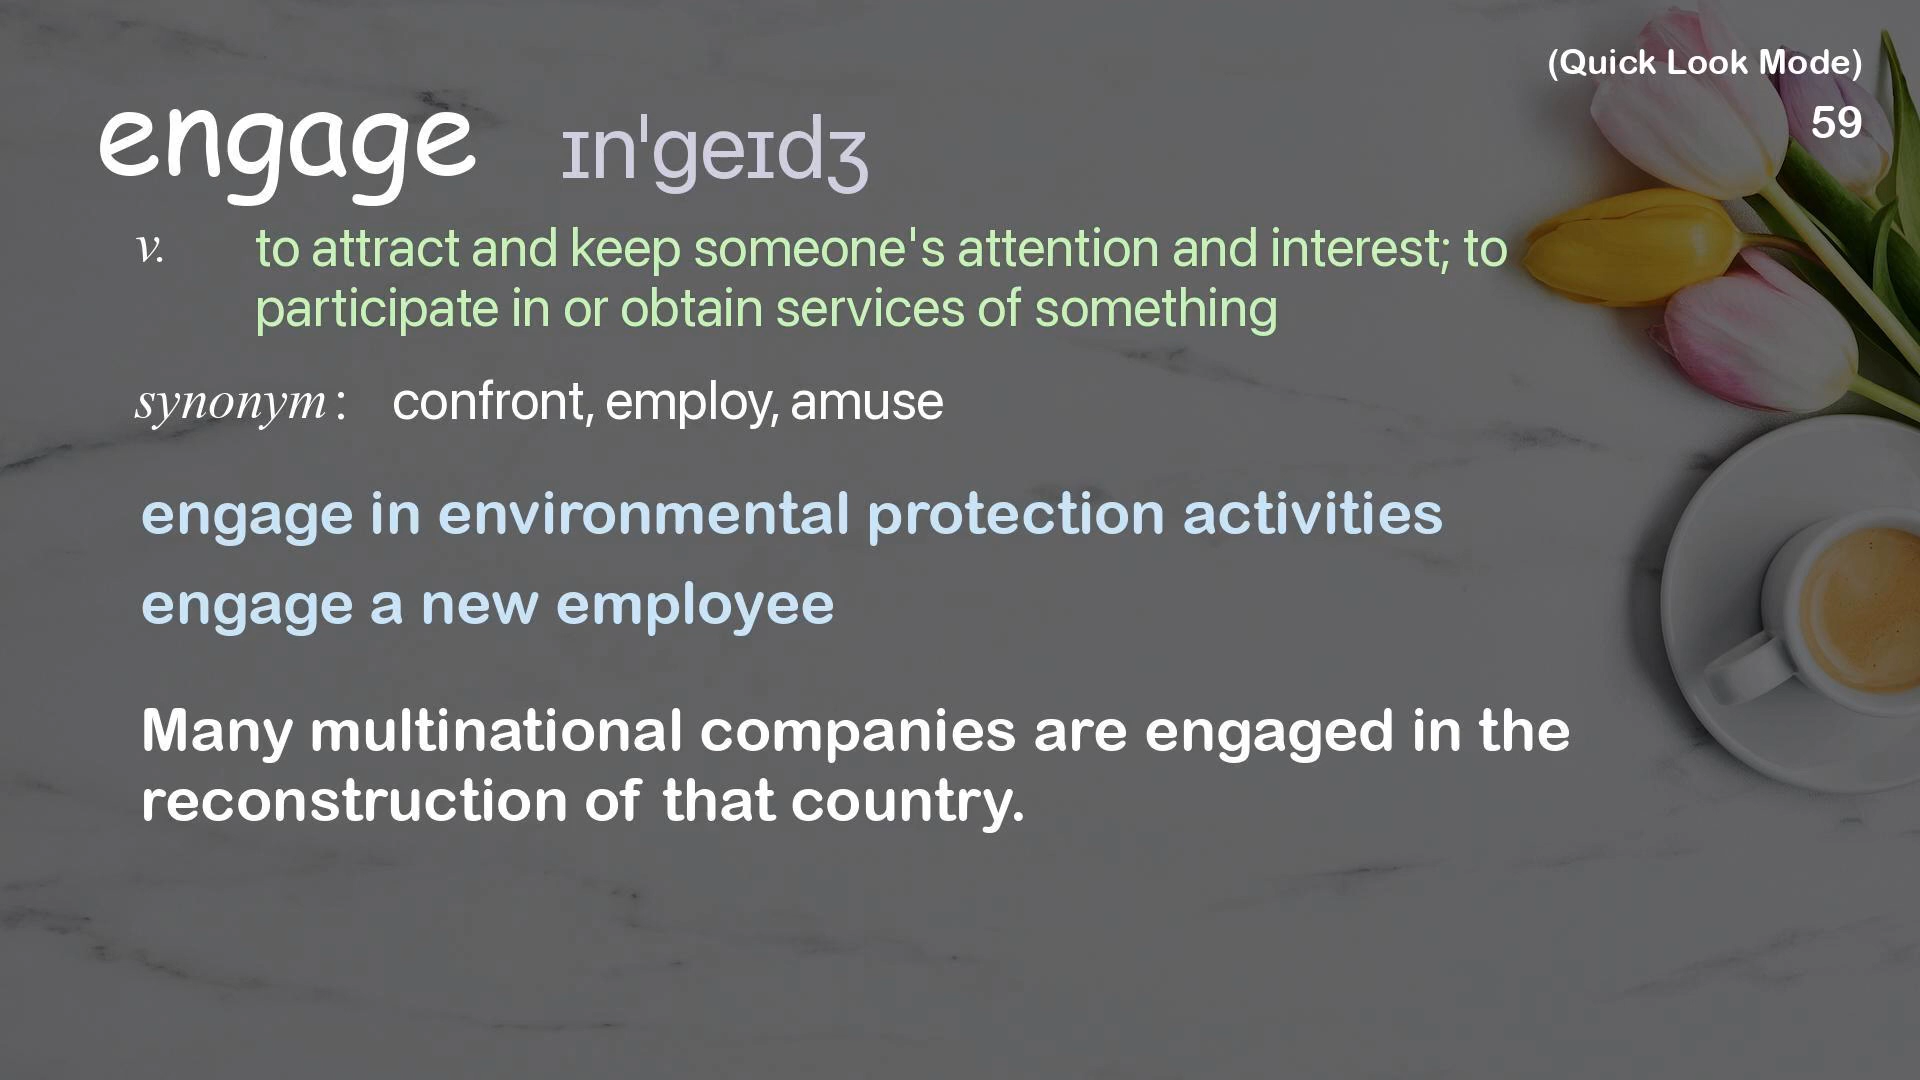 (Quick Look Mode)
59
engage ɪnˈɡeɪdʒ
v. to attract and keep someone's attention and interest; to
participate in or obtain services of something
synonym: confront, employ, amuse
engage in environmental protection activities
engage a new employee
Many multinational companies are engaged in the
reconstruction of that country.